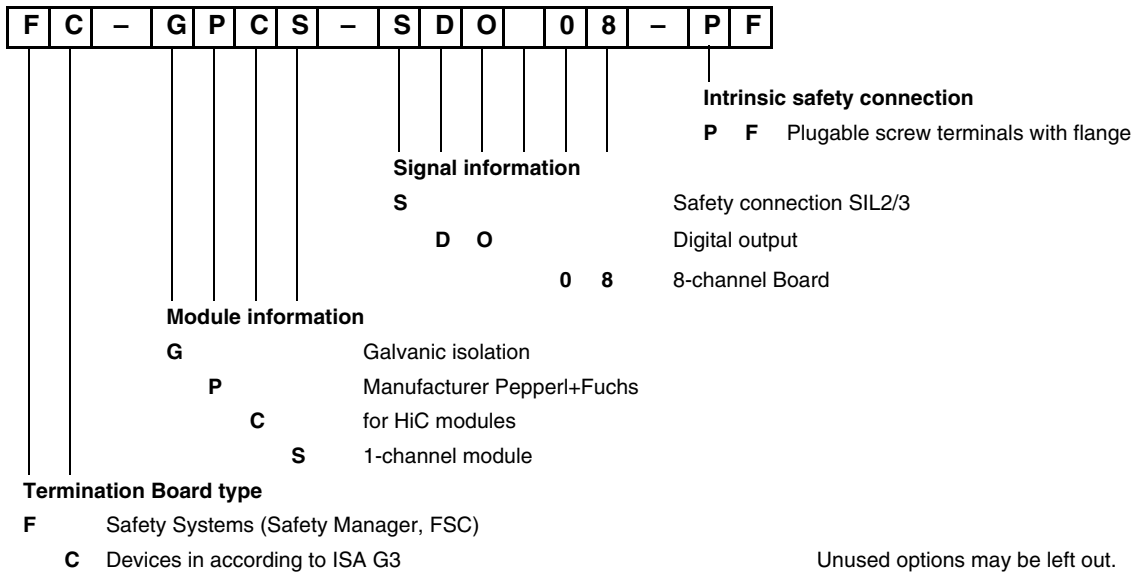 F C – G P C S – S D O 0 8 – P F
Intrinsic safety connection
P F Plugable screw terminals with flange
Signal information
S Safety connection SIL2/3
D O Digital output
0 8 8-channel Board
Module information
G Galvanic isolation
P Manufacturer Pepperl+Fuchs
C for HiC modules
S 1-channel module
Termination Board type
F Safety Systems (Safety Manager, FSC)
C Devices in according to ISA G3 Unused options may be left out.